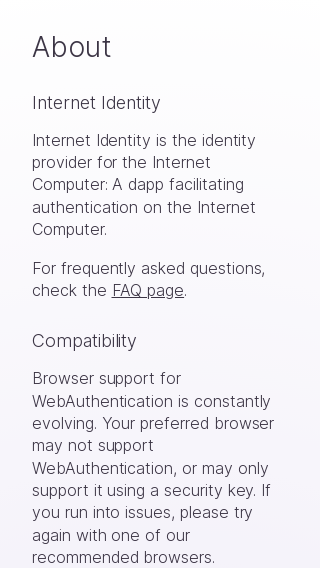 About
Internet Identity
Internet Identity is the identity
provider for the Internet
Computer: A dapp facilitating
authentication on the Internet
Computer.
For frequently asked questions,
check the FAQ page.
Compatibility
Browser support for
WebAuthentication is constantly
evolving. Your preferred browser
may not support
WebAuthentication, or may only
support it using a security key. If
you run into issues, please try
again with one of our
recommended browsers.